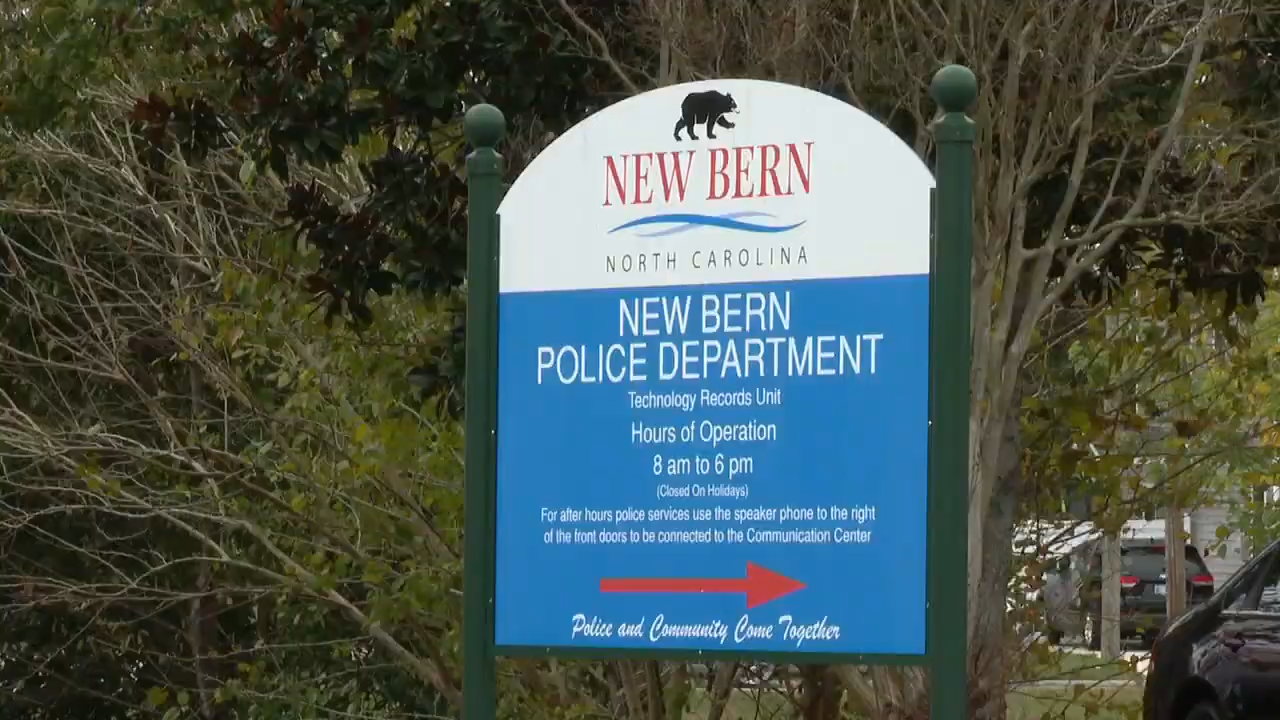 NEW BERN
NORTH CAROLINA
NEW BERN
POLICE DEPARTMENT
Technology Records Unit
Hours of Operation
8 am to 6 pm
(Closed On Holidays)
For after hours police services use the speaker phone to the right
of the front doors to be connected to the Communication Center
Police and Community Come Together